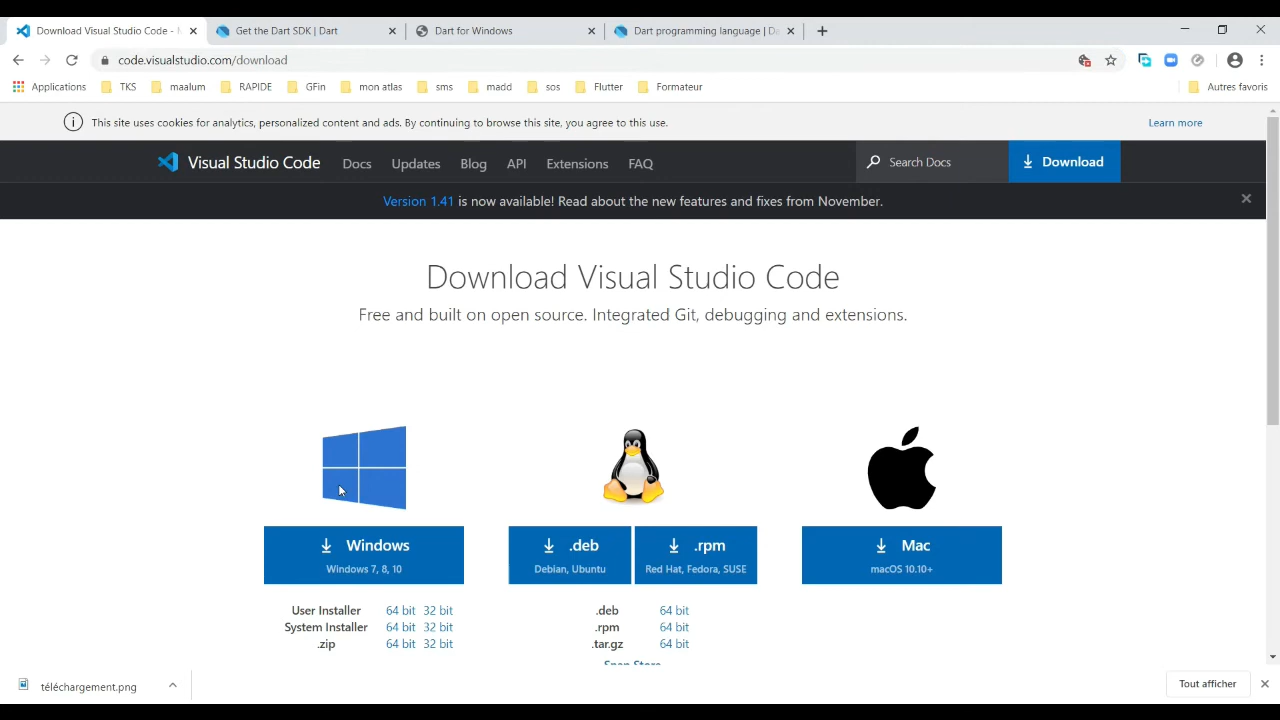 Download Visual Studio Code -
Get the Dart SDK | Dart
Dart for Windows
Dart programming language | Da
code.visualstudio.com/download
Applications TKS maalum RAPIDE GFin mon atlas sms madd sos Flutter Formateur Autres favoris
This site uses cookies for analytics, personalized content and ads. By continuing to browse this site, you agree to this use. Learn more
Visual Studio Code Docs Updates Blog API Extensions FAQ Search Docs Download
Version 1.41 is now available! Read about the new features and fixes from November.
Download Visual Studio Code
Free and built on open source. Integrated Git, debugging and extensions.
Windows
Windows 7, 8, 10
.deb
Debian, Ubuntu
.rpm
Red Hat, Fedora, SUSE
Mac
macOS 10.10+
User Installer 64 bit 32 bit
System Installer 64 bit 32 bit
.zip 64 bit 32 bit
.deb 64 bit
.rpm 64 bit
.tar.gz 64 bit
Snap Store
téléchargement.png
Tout afficher